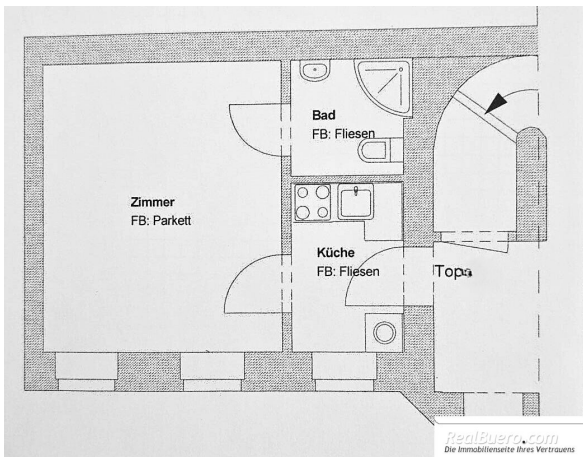 Bad
FB: Fliesen
Zimmer
FB: Parkett
Küche
FB: Fliesen
Top
RealBuero.com
Die Immobilienseite Ihres Vertrauens